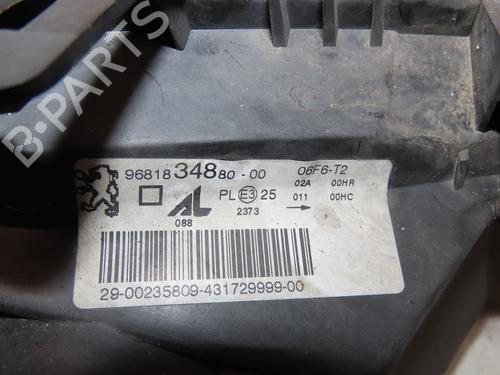 B-PARTS
9681834880-00 06F6-T2
02A 00HR
AL PL E3 25 011 → 00HC
088 2373
29-00235809-431729999-00